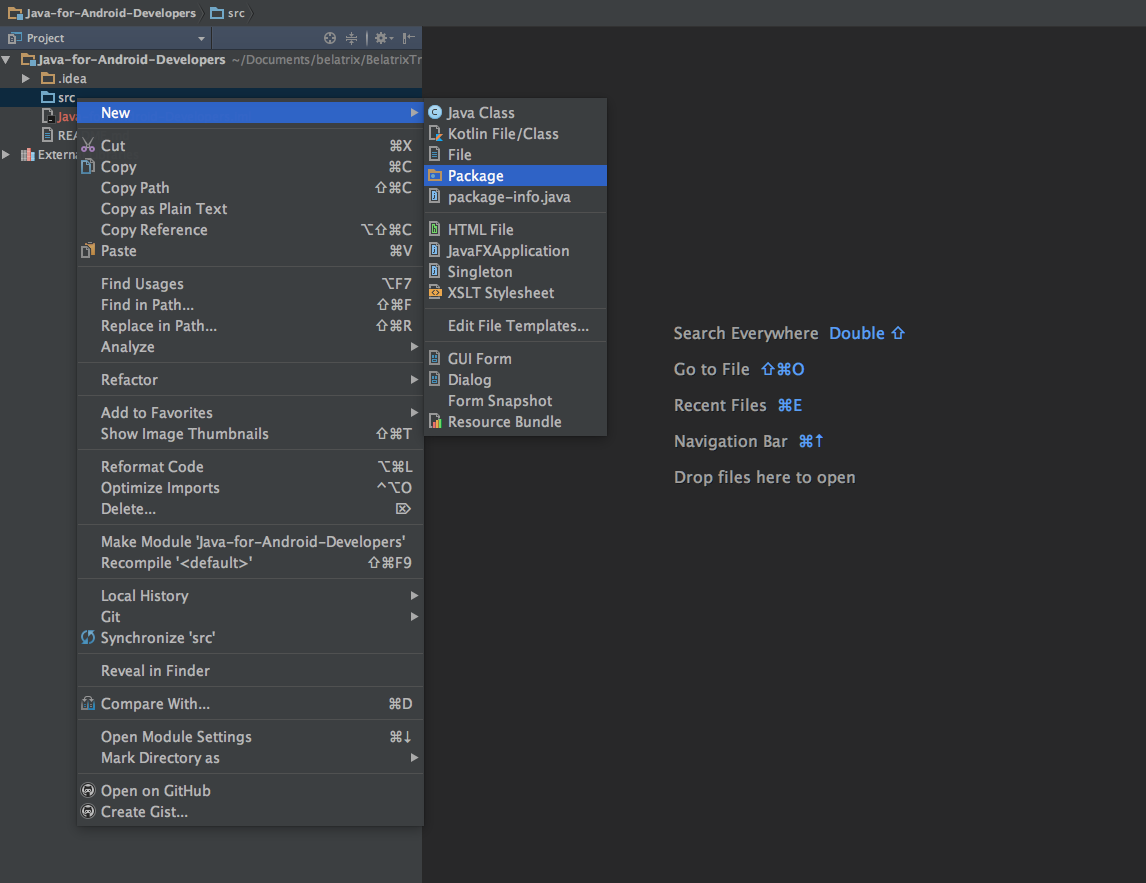 Java-for-Android-Developers src
Project
Java-for-Android-Developers ~/Documents/belatrix/BelatrixTr
.idea
src
Java
REA
Externa
New
Cut ⌘X
Copy ⌘C
Copy Path ⇧⌘C
Copy as Plain Text
Copy Reference ⌥⇧⌘C
Paste ⌘V
Find Usages ⌥F7
Find in Path... ⇧⌘F
Replace in Path... ⇧⌘R
Analyze
Refactor
Add to Favorites
Show Image Thumbnails ⇧⌘T
Reformat Code ⌥⌘L
Optimize Imports ^⌥O
Delete... ⌦
Make Module 'Java-for-Android-Developers'
Recompile '<default>' ⇧⌘F9
Local History
Git
Synchronize 'src'
Reveal in Finder
Compare With... ⌘D
Open Module Settings ⌘↓
Mark Directory as
Open on GitHub
Create Gist...
Java Class
Kotlin File/Class
File
Package
package-info.java
HTML File
JavaFXApplication
Singleton
XSLT Stylesheet
Edit File Templates...
GUI Form
Dialog
Form Snapshot
Resource Bundle
Search Everywhere Double ⇧
Go to File ⇧⌘O
Recent Files ⌘E
Navigation Bar ⌘↑
Drop files here to open